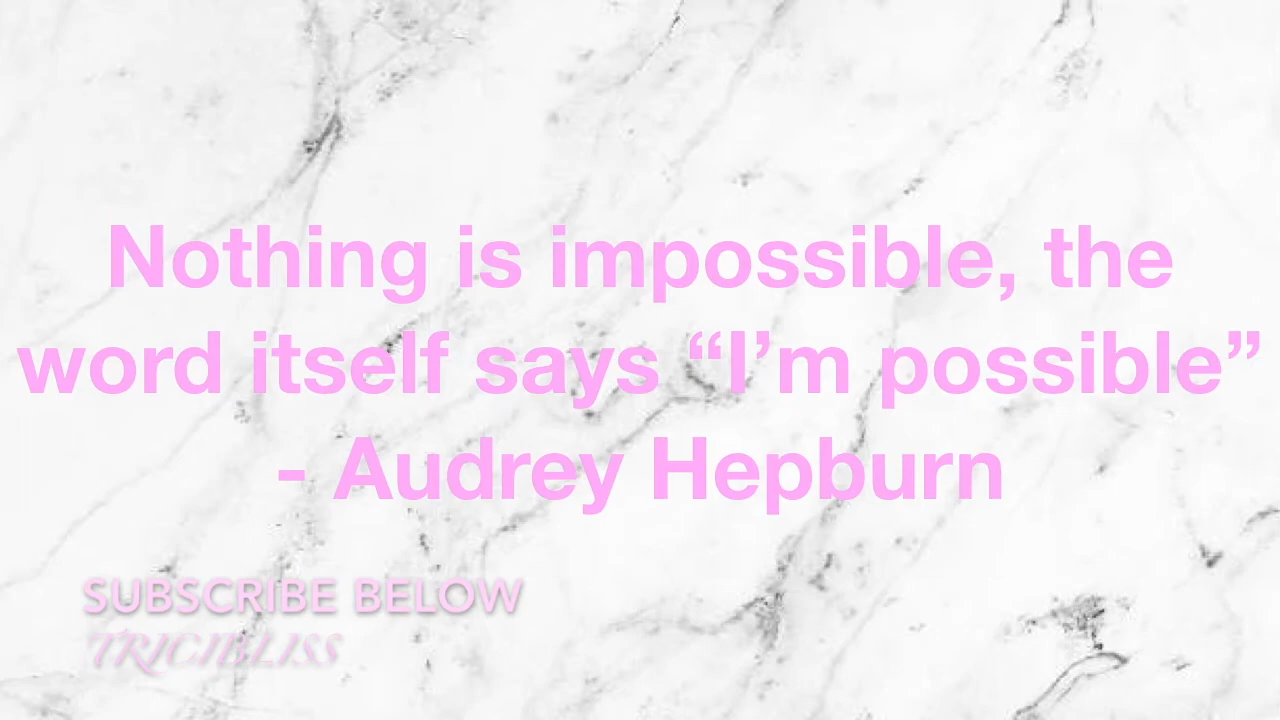 Nothing is impossible, the
word itself says “I’m possible”
- Audrey Hepburn
SUBSCRIBE BELOW
TRICIBLISS